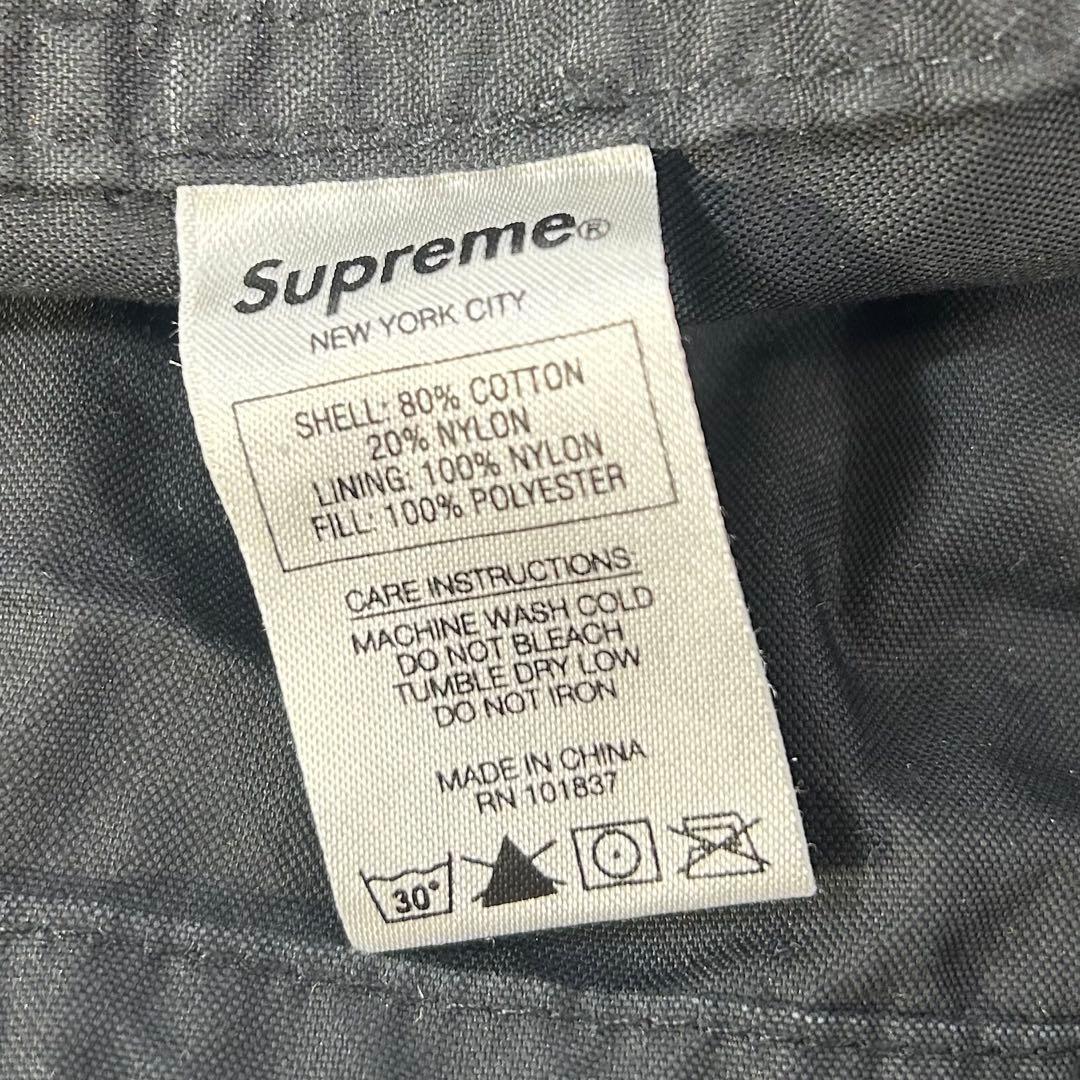 Supreme®
NEW YORK CITY
SHELL: 80% COTTON
20% NYLON
LINING: 100% NYLON
FILL: 100% POLYESTER
CARE INSTRUCTIONS:
MACHINE WASH COLD
DO NOT BLEACH
TUMBLE DRY LOW
DO NOT IRON
MADE IN CHINA
RN 101837
30°